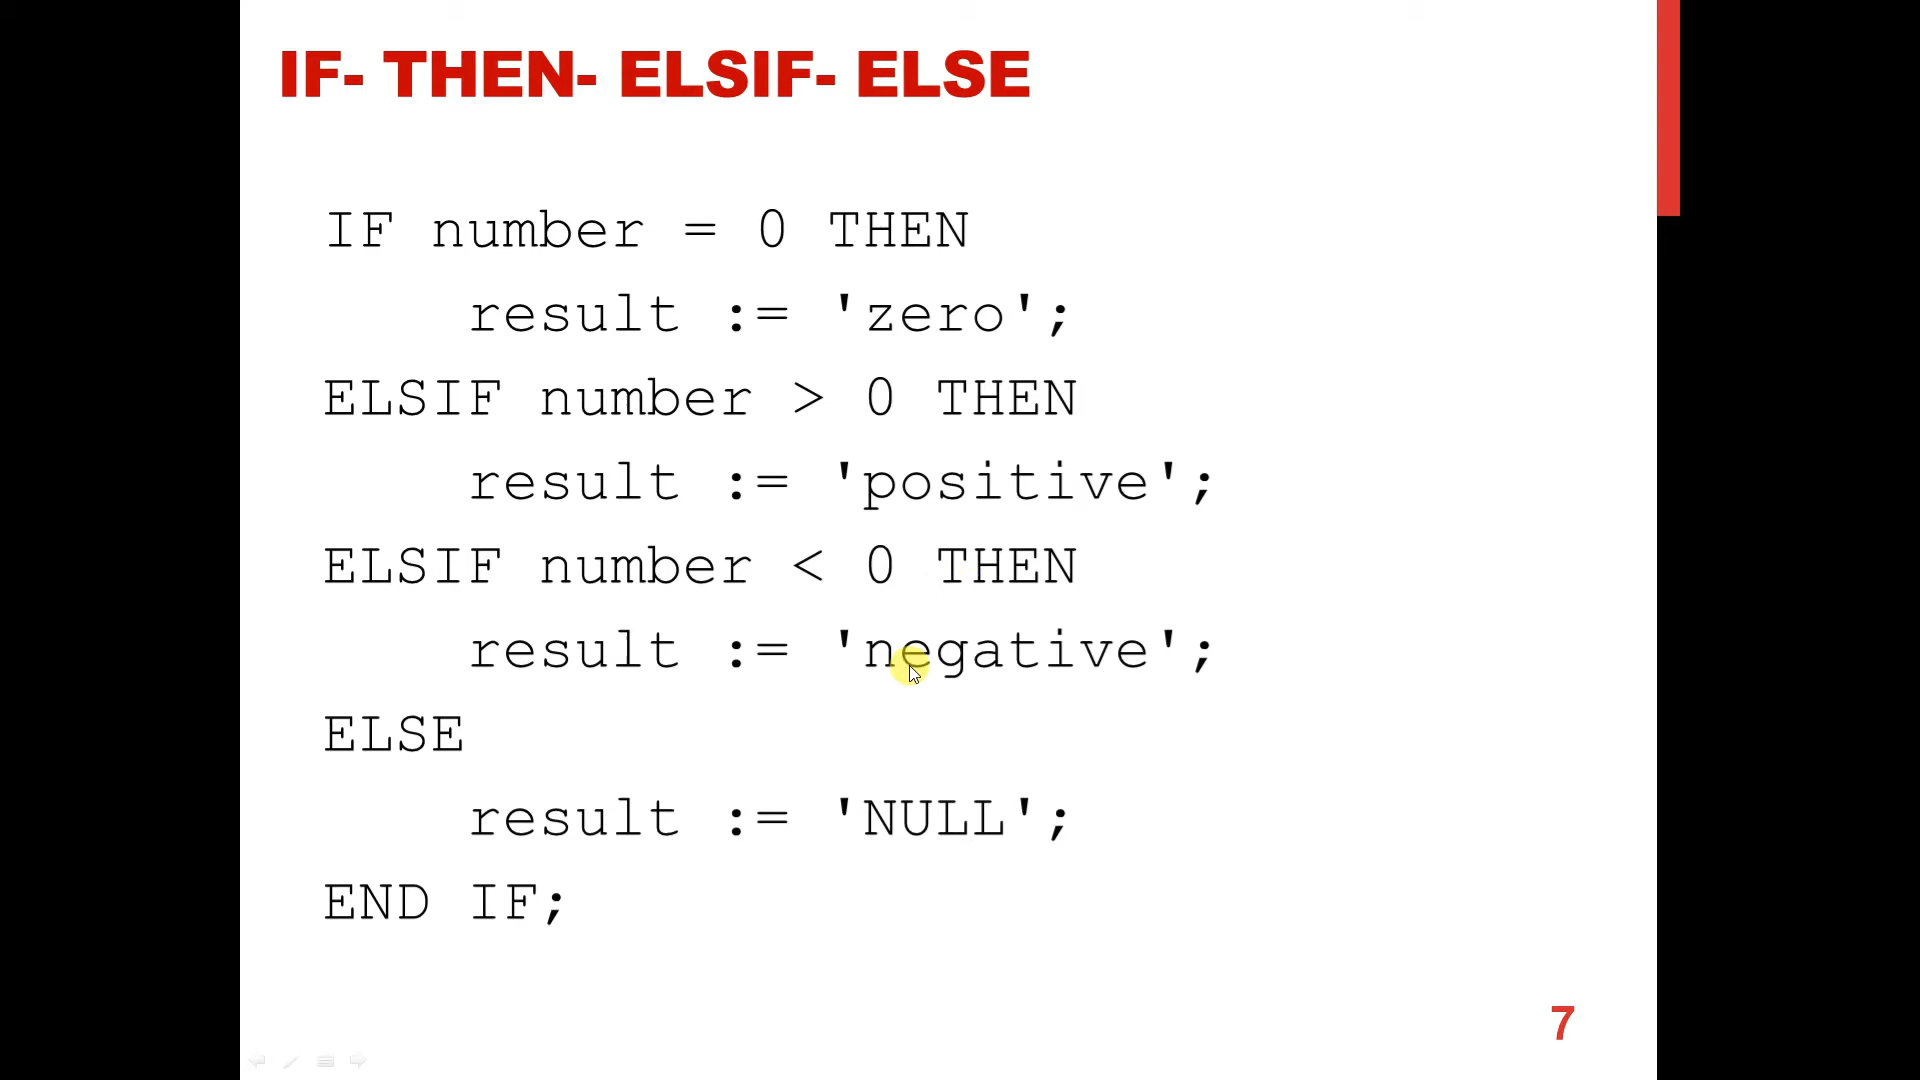 IF- THEN- ELSIF- ELSE
IF number = 0 THEN
result := 'zero';
ELSIF number > 0 THEN
result := 'positive';
ELSIF number < 0 THEN
result := 'negative';
ELSE
result := 'NULL';
END IF;
7